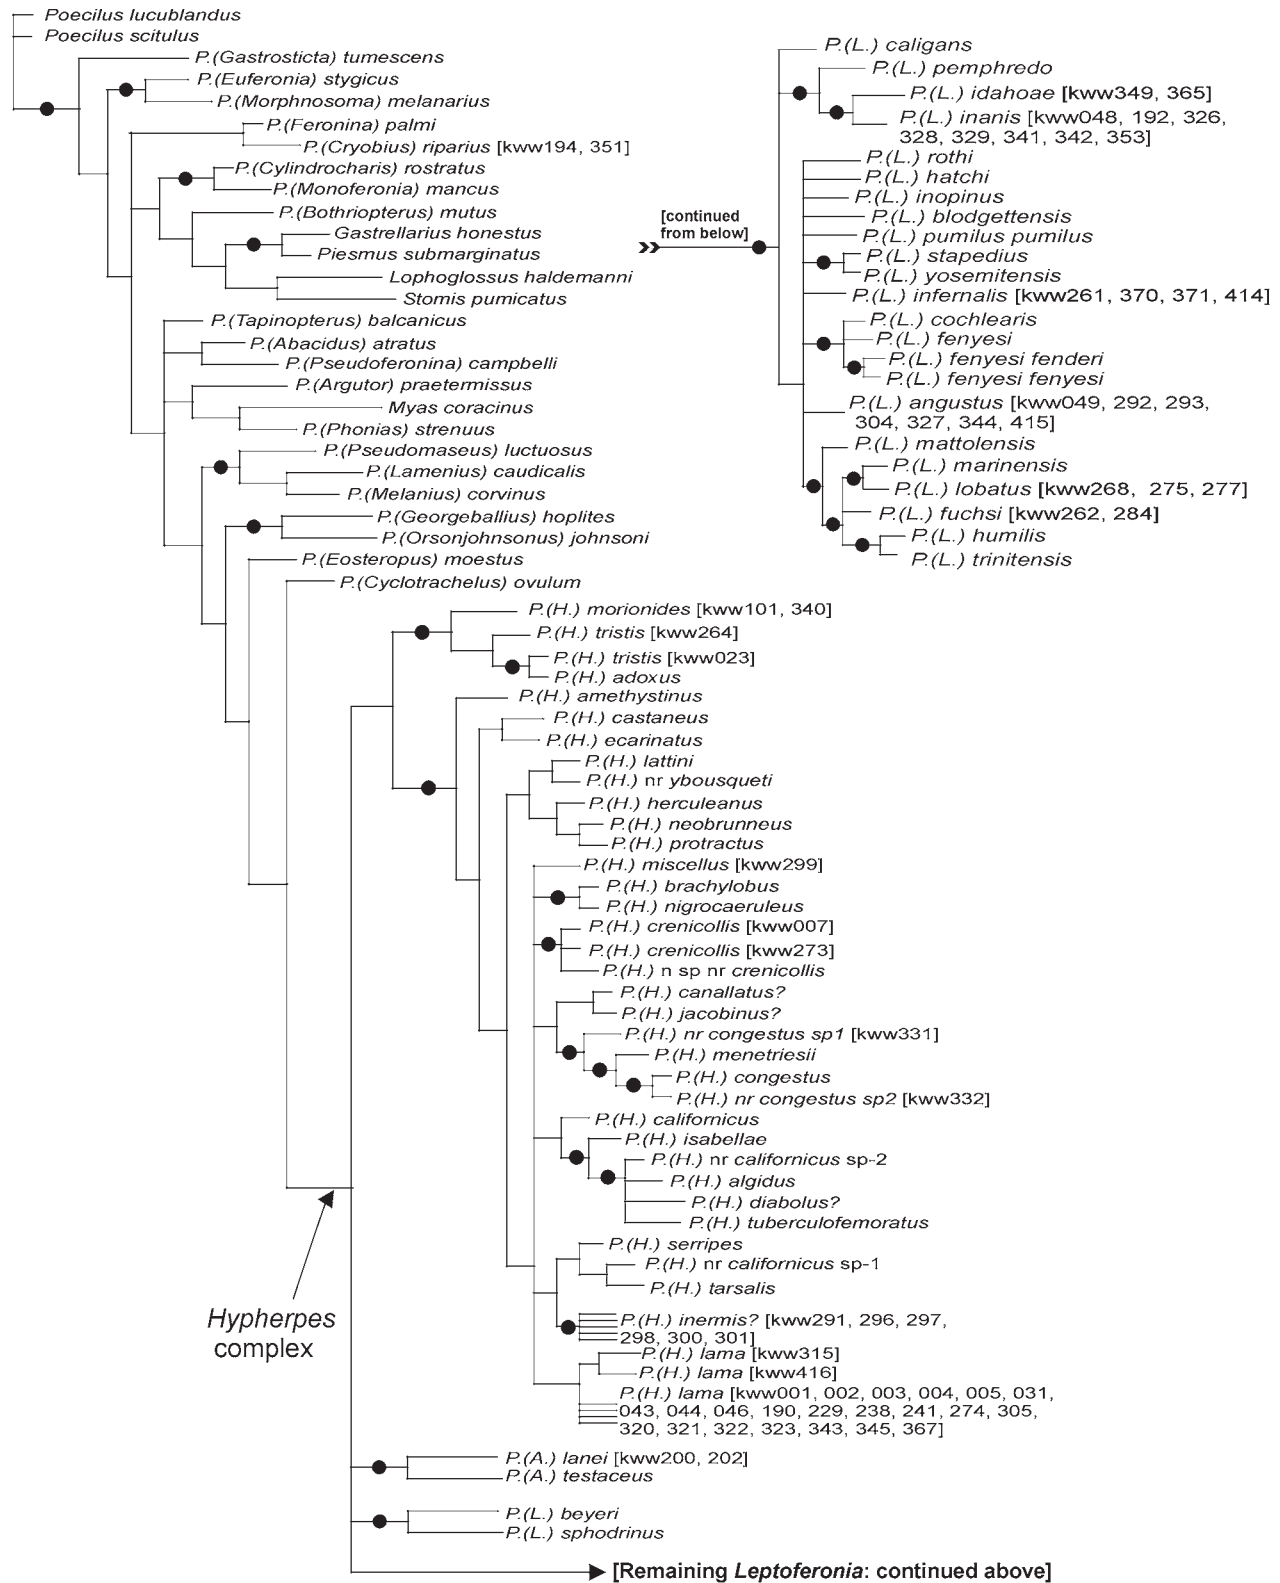 Poecilus lucublandus
Poecilus scitulus
P.(Gastrosticta) tumescens
P.(Euferonia) stygicus
P.(Morphnosoma) melanarius
P.(Feronina) palmi
P.(Cryobius) riparius [kww194, 351]
P.(Cylindrocharis) rostratus
P.(Monoferonia) mancus
P.(Bothriopterus) mutus
Gastrellarius honestus
Piesmus submarginatus
Lophoglossus haldemanni
Stomis pumicatus
P.(Tapinopterus) balcanicus
P.(Abacidus) atratus
P.(Pseudoferonina) campbelli
P.(Argutor) praetermissus
Myas coracinus
P.(Phonias) strenuus
P.(Pseudomaseus) luctuosus
P.(Lamenius) caudicalis
P.(Melanius) corvinus
P.(Georgeballius) hoplites
P.(Orsonjohnsonus) johnsoni
P.(Eosteropus) moestus
P.(Cyclotrachelus) ovulum
P.(H.) morionides [kww101, 340]
P.(H.) tristis [kww264]
P.(H.) tristis [kww023]
P.(H.) adoxus
P.(H.) amethystinus
P.(H.) castaneus
P.(H.) ecarinatus
P.(H.) lattini
P.(H.) nr ybousqueti
P.(H.) herculeanus
P.(H.) neobrunneus
P.(H.) protractus
P.(H.) miscellus [kww299]
P.(H.) brachylobus
P.(H.) nigrocaeruleus
P.(H.) crenicollis [kww007]
P.(H.) crenicollis [kww273]
P.(H.) n sp nr crenicollis
P.(H.) canallatus?
P.(H.) jacobinus?
P.(H.) nr congestus sp1 [kww331]
P.(H.) menetriesii
P.(H.) congestus
P.(H.) nr congestus sp2 [kww332]
P.(H.) californicus
P.(H.) isabellae
P.(H.) nr californicus sp-2
P.(H.) algidus
P.(H.) diabolus?
P.(H.) tuberculofemoratus
P.(H.) serripes
P.(H.) nr californicus sp-1
P.(H.) tarsalis
P.(H.) inermis? [kww291, 296, 297,
298, 300, 301]
P.(H.) lama [kww315]
P.(H.) lama [kww416]
P.(H.) lama [kww001, 002, 003, 004, 005, 031,
043, 044, 046, 190, 229, 238, 241, 274, 305,
320, 321, 322, 323, 343, 345, 367]
Hypherpes
complex
P.(A.) lanei [kww200, 202]
P.(A.) testaceus
P.(L.) beyeri
P.(L.) sphodrinus
[Remaining Leptoferonia: continued above]
[continued
from below]
P.(L.) caligans
P.(L.) pemphredo
P.(L.) idahoae [kww349, 365]
P.(L.) inanis [kww048, 192, 326,
328, 329, 341, 342, 353]
P.(L.) rothi
P.(L.) hatchi
P.(L.) inopinus
P.(L.) blodgettensis
P.(L.) pumilus pumilus
P.(L.) stapedius
P.(L.) yosemitensis
P.(L.) infernalis [kww261, 370, 371, 414]
P.(L.) cochlearis
P.(L.) fenyesi
P.(L.) fenyesi fenderi
P.(L.) fenyesi fenyesi
P.(L.) angustus [kww049, 292, 293,
304, 327, 344, 415]
P.(L.) mattolensis
P.(L.) marinensis
P.(L.) lobatus [kww268, 275, 277]
P.(L.) fuchsi [kww262, 284]
P.(L.) humilis
P.(L.) trinitensis